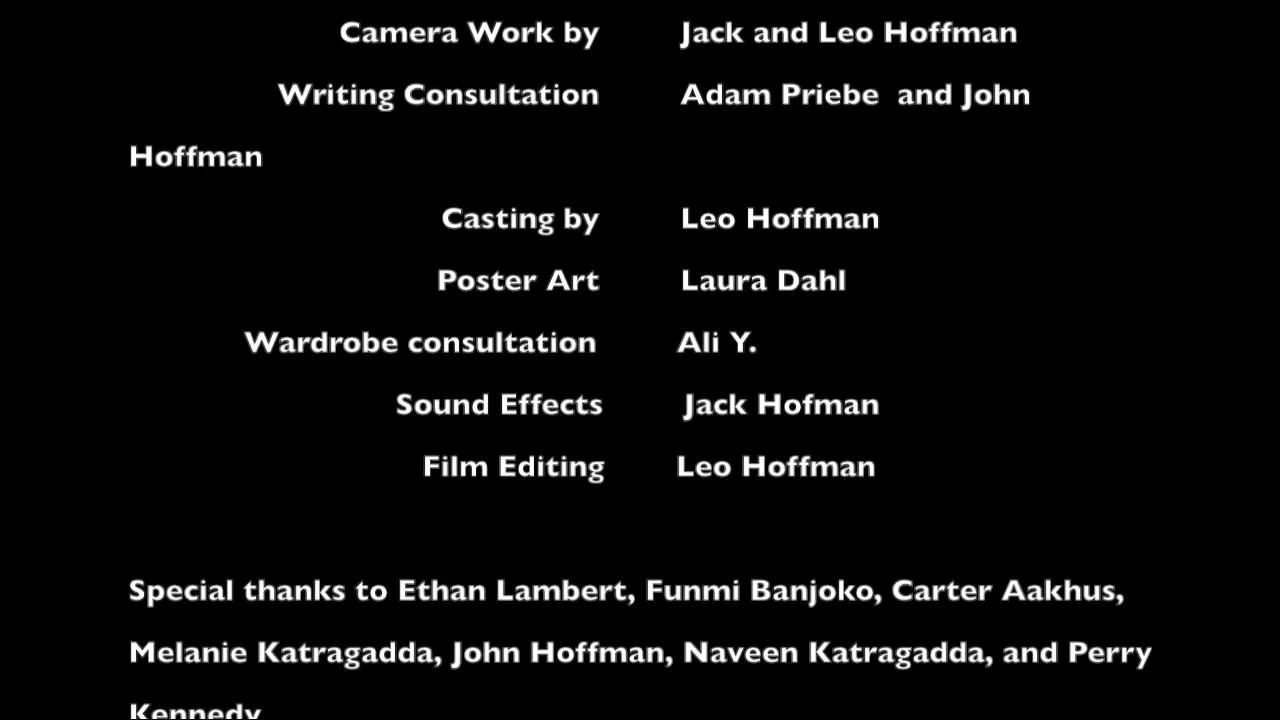 Camera Work by Jack and Leo Hoffman
Writing Consultation Adam Priebe and John
Hoffman
Casting by Leo Hoffman
Poster Art Laura Dahl
Wardrobe consultation Ali Y.
Sound Effects Jack Hofman
Film Editing Leo Hoffman
Special thanks to Ethan Lambert, Funmi Banjoko, Carter Aakhus,
Melanie Katragadda, John Hoffman, Naveen Katragadda, and Perry
Kennedy